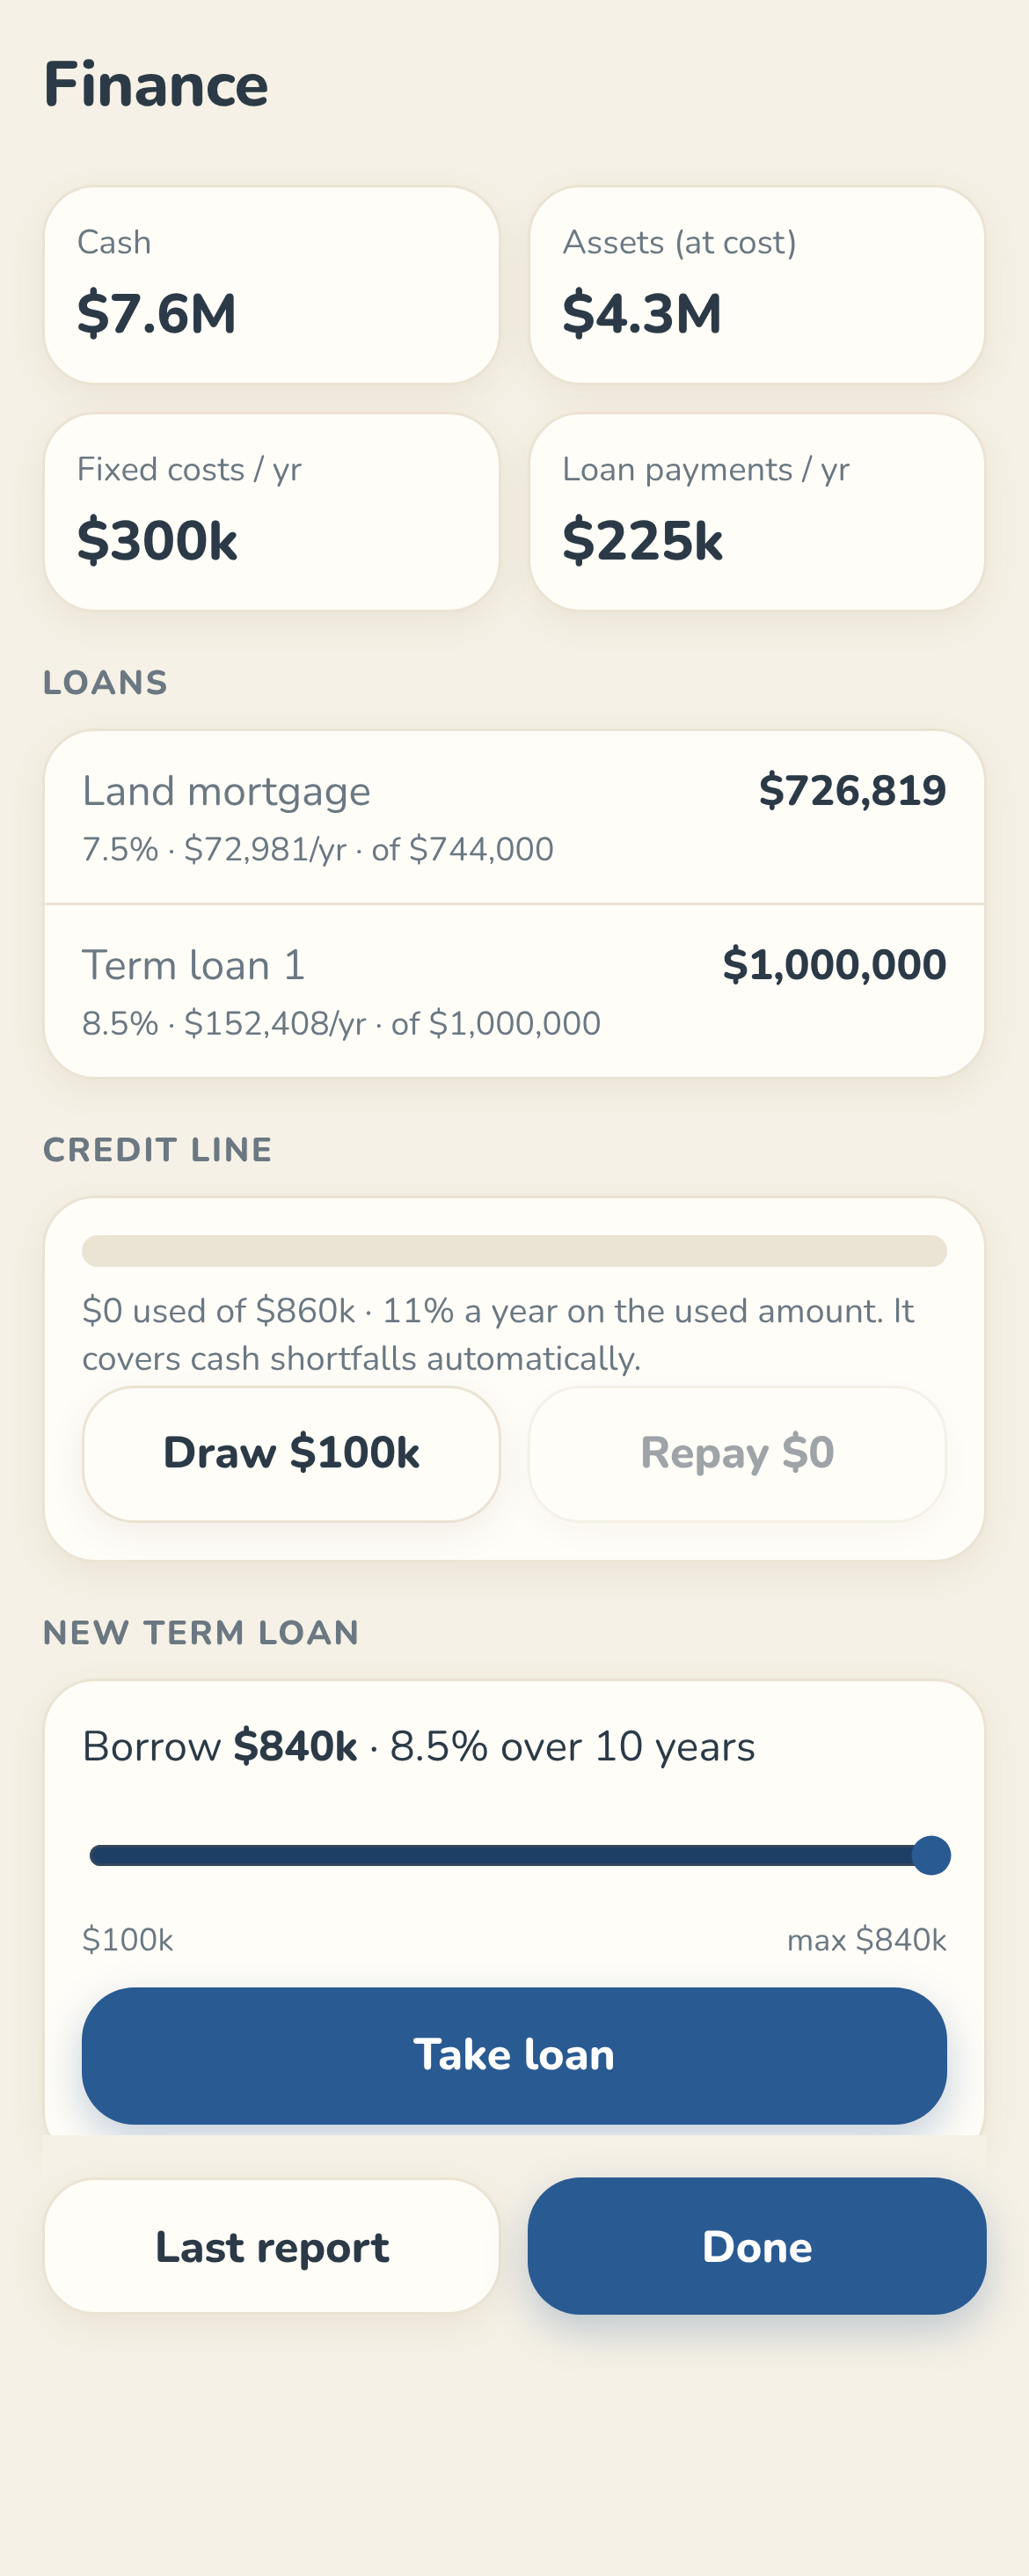 Finance
Cash
$7.6M
Assets (at cost)
$4.3M
Fixed costs / yr
$300k
Loan payments / yr
$225k
LOANS
Land mortgage
$726,819
7.5% · $72,981/yr · of $744,000
Term loan 1
$1,000,000
8.5% · $152,408/yr · of $1,000,000
CREDIT LINE
$0 used of $860k · 11% a year on the used amount. It
covers cash shortfalls automatically.
Draw $100k
Repay $0
NEW TERM LOAN
Borrow $840k · 8.5% over 10 years
$100k
max $840k
Take loan
Last report
Done